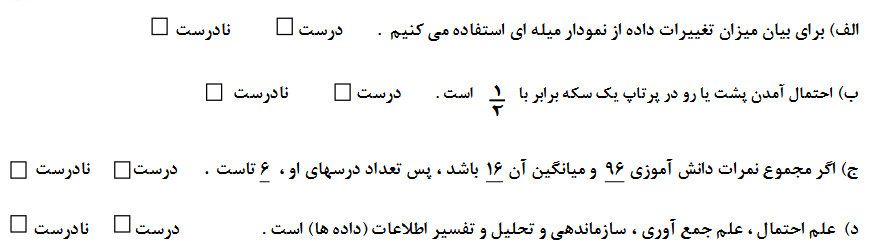 الف) برای بیان میزان تغییرات داده از نمودار میله ای استفاده می کنیم . درست □ نادرست □
ب) احتمال آمدن پشت یا رو در پرتاپ یک سکه برابر با ۱/۲ است . درست □ نادرست □
ج) اگر مجموع نمرات دانش آموزی ۹۶ و میانگین آن ۱۶ باشد ، پس تعداد درسهای او ، ۶ تاست . درست □ نادرست □
د) علم احتمال ، علم جمع آوری ، سازماندهی و تحلیل و تفسیر اطلاعات (داده ها) است . درست □ نادرست □